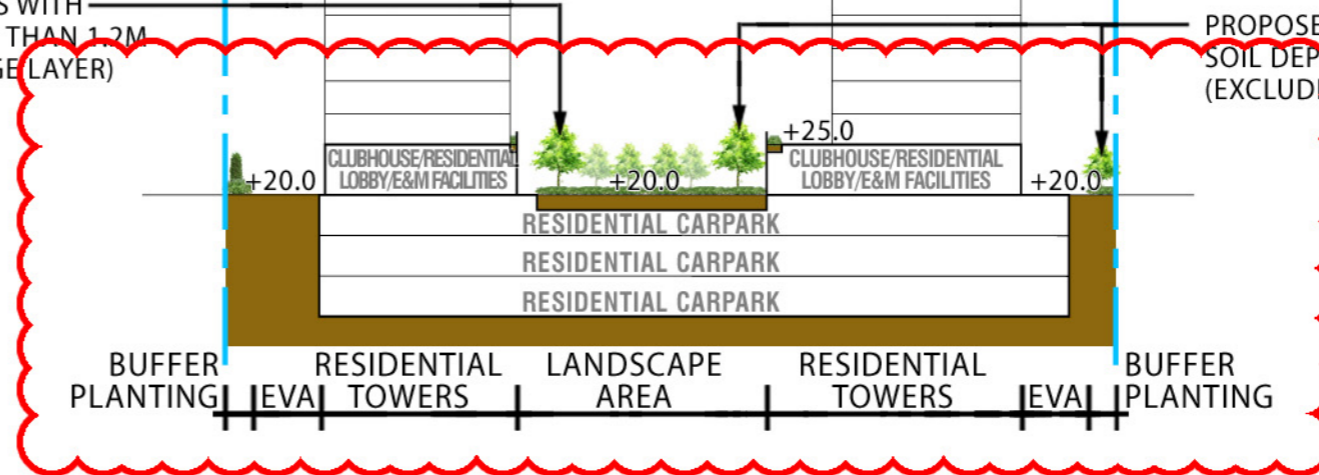 WITH
THAN 1.2M
LAYER)
PROPOSE
SOIL DEP
(EXCLUD
+25.0
CLUBHOUSE/RESIDENTIAL
LOBBY/E&M FACILITIES
CLUBHOUSE/RESIDENTIAL
LOBBY/E&M FACILITIES
+20.0
+20.0
+20.0
RESIDENTIAL CARPARK
RESIDENTIAL CARPARK
RESIDENTIAL CARPARK
BUFFER
PLANTING
EVA
RESIDENTIAL
TOWERS
LANDSCAPE
AREA
RESIDENTIAL
TOWERS
EVA
BUFFER
PLANTING